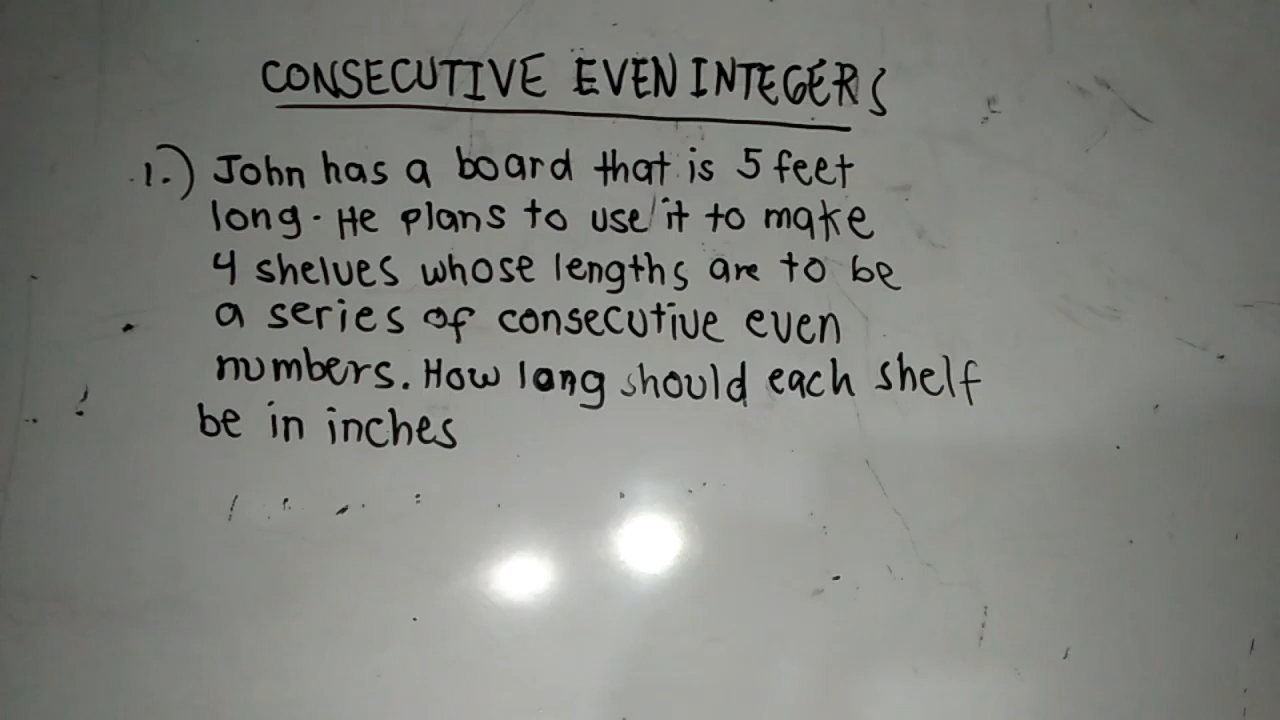 CONSECUTIVE EVEN INTEGERS
1.) John has a board that is 5 feet
long. He plans to use it to make
4 shelves whose lengths are to be
a series of consecutive even
numbers. How long should each shelf
be in inches